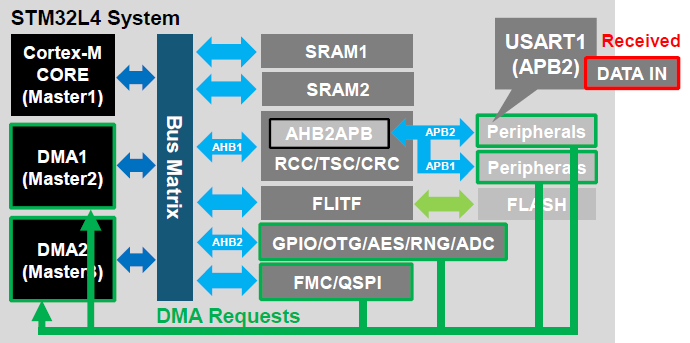 STM32L4 System
Cortex-M
CORE
(Master1)
DMA1
(Master2)
DMA2
(Master3)
Bus Matrix
SRAM1
SRAM2
AHB1
AHB2APB
RCC/TSC/CRC
FLITF
AHB2
GPIO/OTG/AES/RNG/ADC
FMC/QSPI
USART1
(APB2)
Received
DATA IN
APB2
Peripherals
APB1
Peripherals
FLASH
DMA Requests